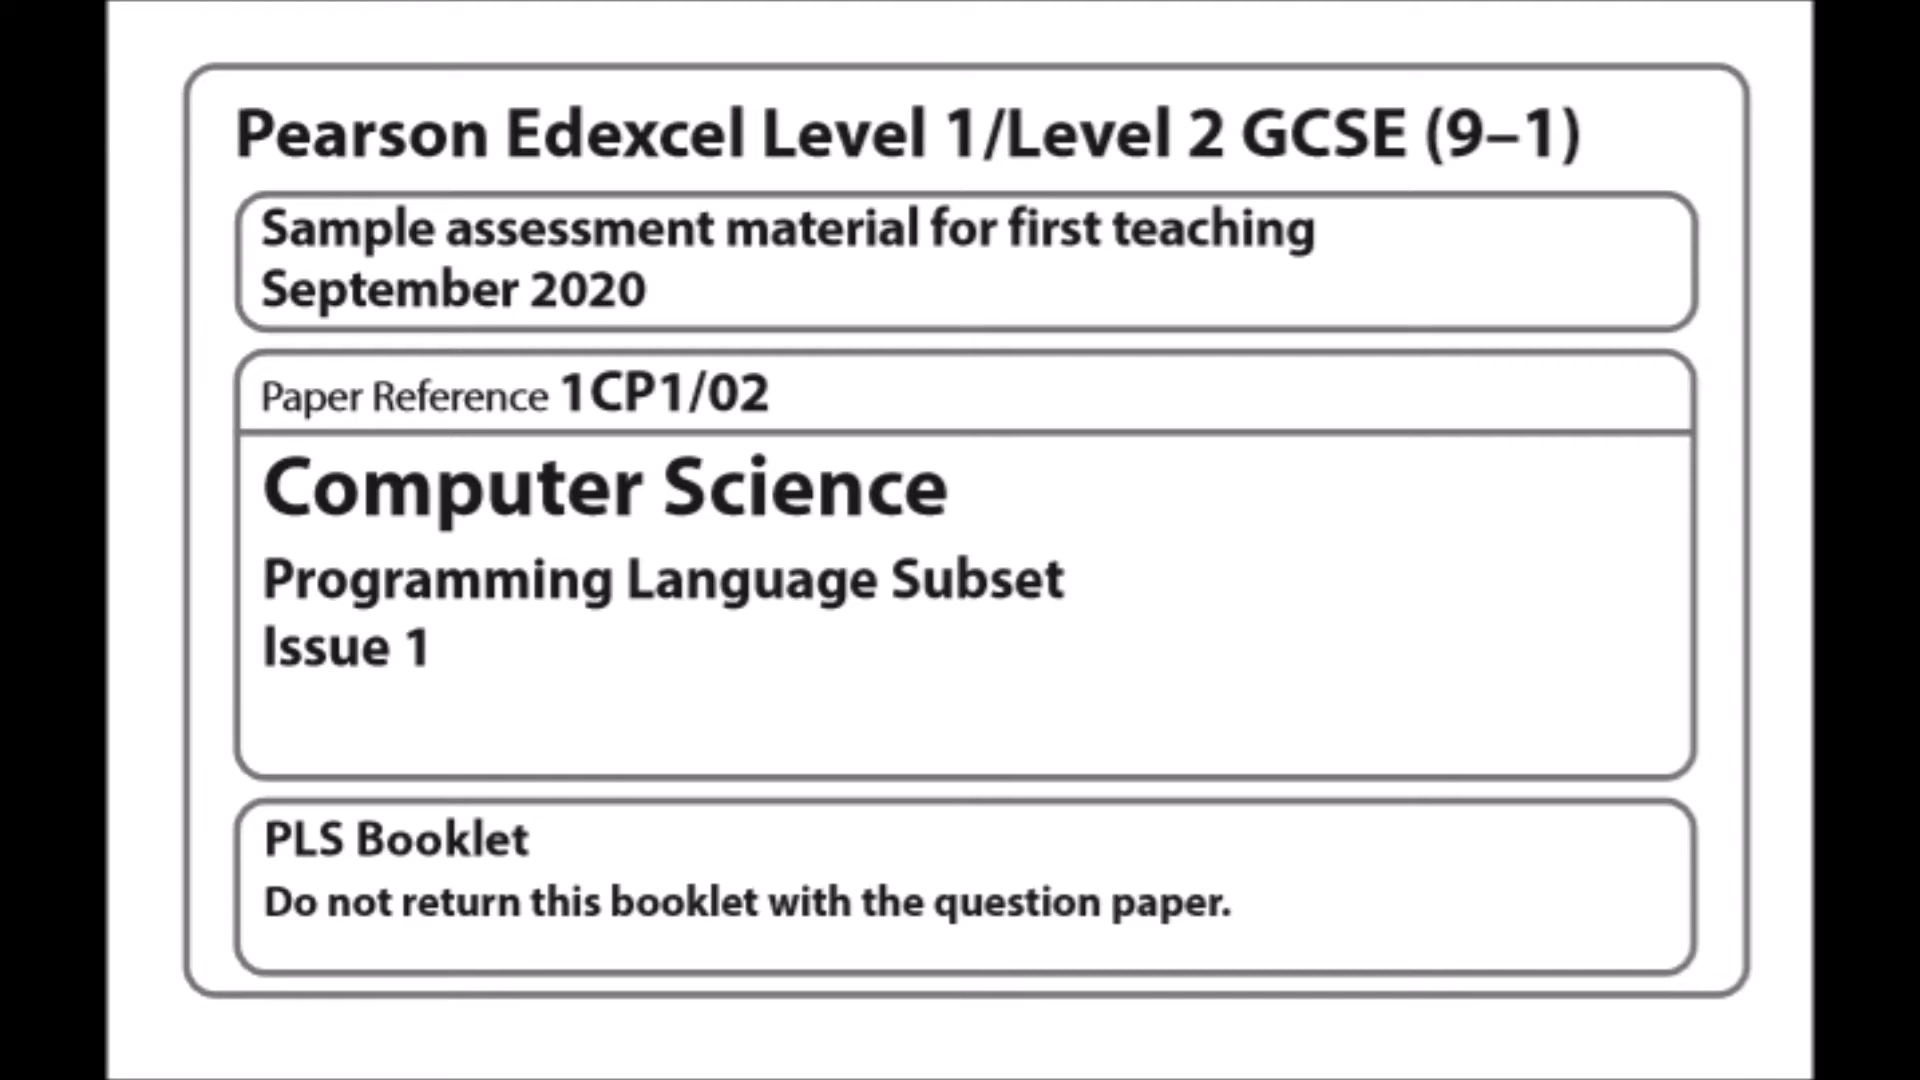 Pearson Edexcel Level 1/Level 2 GCSE (9–1)
Sample assessment material for first teaching
September 2020
Paper Reference 1CP1/02
Computer Science
Programming Language Subset
Issue 1
PLS Booklet
Do not return this booklet with the question paper.